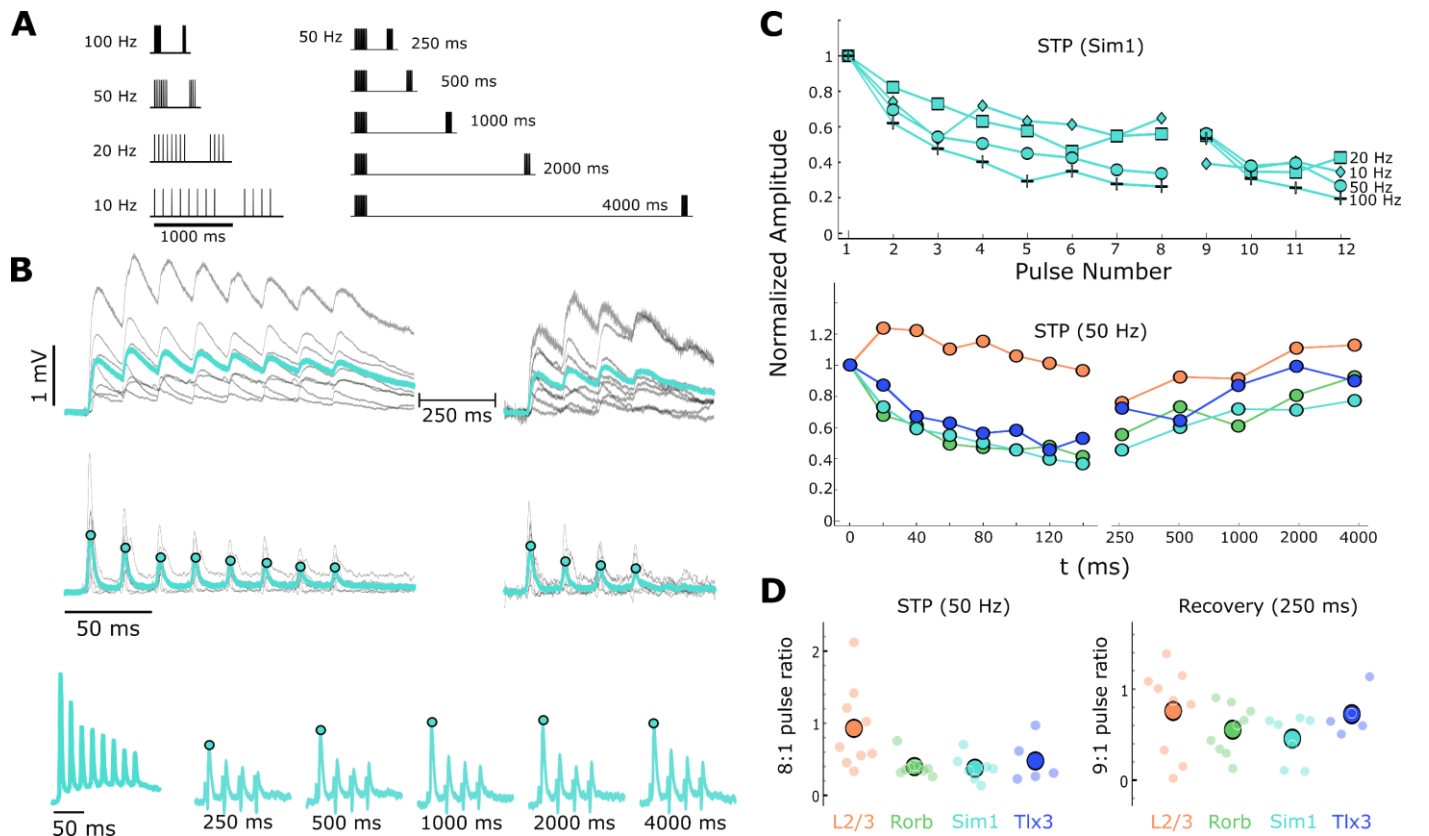 A
100 Hz
50 Hz
20 Hz
10 Hz
1000 ms
50 Hz
250 ms
500 ms
1000 ms
2000 ms
4000 ms
B
1 mV
250 ms
50 ms
50 ms
250 ms
500 ms
1000 ms
2000 ms
4000 ms
C
STP (Sim1)
Normalized Amplitude
1
0.8
0.6
0.4
0.2
0
20 Hz
10 Hz
50 Hz
100 Hz
1 2 3 4 5 6 7 8 9 10 11 12
Pulse Number
STP (50 Hz)
1.2
1
0.8
0.6
0.4
0.2
0
0 40 80 120 250 500 1000 2000 4000
t (ms)
D
STP (50 Hz)
8:1 pulse ratio
2
1
0
L2/3 Rorb Sim1 Tlx3
Recovery (250 ms)
9:1 pulse ratio
1
0
L2/3 Rorb Sim1 Tlx3